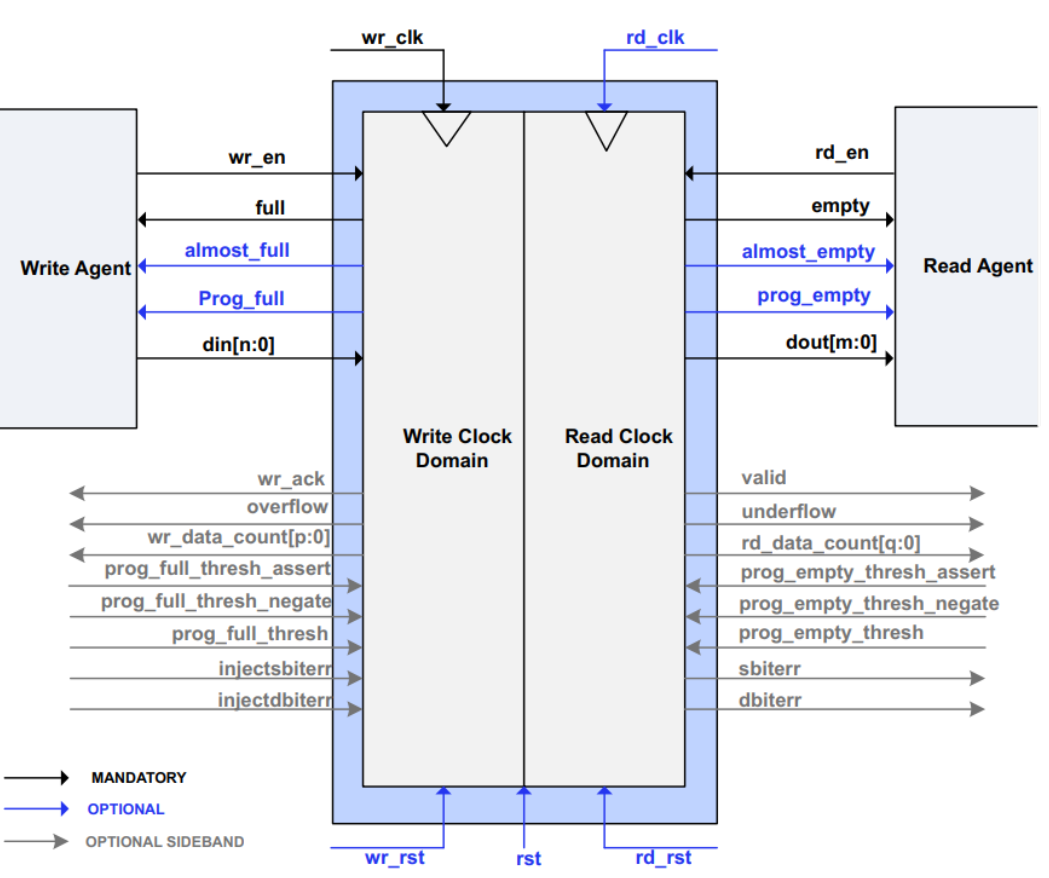 wr_clk
rd_clk
wr_en
rd_en
full
empty
almost_full
almost_empty
Write Agent
Read Agent
Prog_full
prog_empty
din[n:0]
dout[m:0]
Write Clock
Domain
Read Clock
Domain
wr_ack
valid
overflow
underflow
wr_data_count[p:0]
rd_data_count[q:0]
prog_full_thresh_assert
prog_empty_thresh_assert
prog_full_thresh_negate
prog_empty_thresh_negate
prog_full_thresh
prog_empty_thresh
injectsbiterr
sbiterr
injectdbiterr
dbiterr
MANDATORY
OPTIONAL
OPTIONAL SIDEBAND
wr_rst
rst
rd_rst